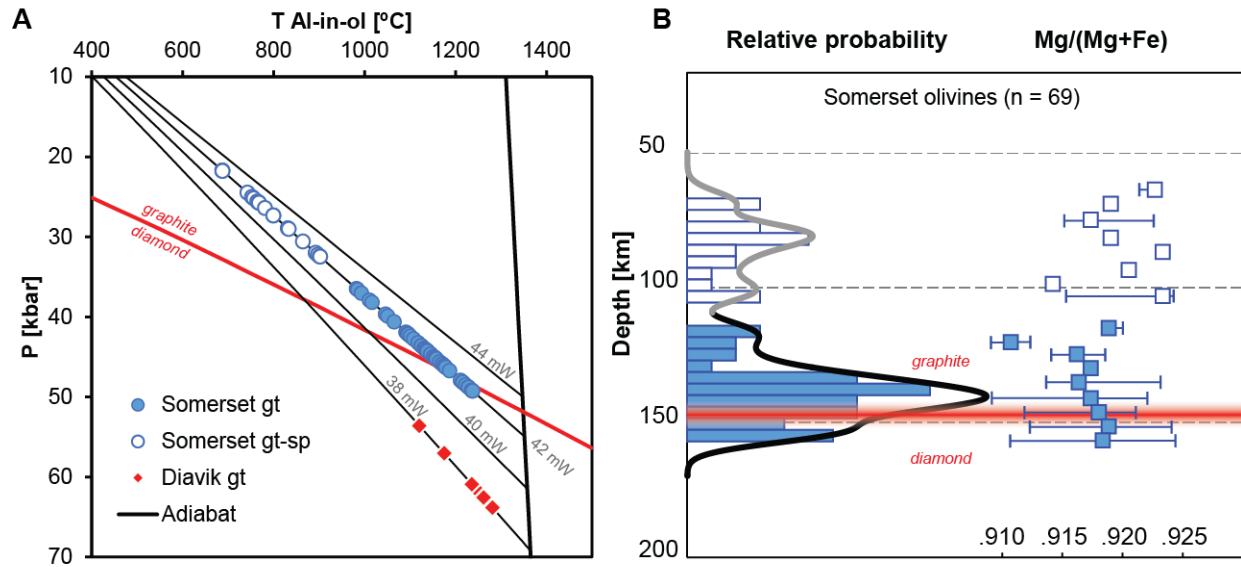 A
T Al-in-ol [ºC]
400 600 800 1000 1200 1400
10
20
30
40
50
60
70
P [kbar]
graphite
diamond
44 mW
42 mW
40 mW
38 mW
Somerset gt
Somerset gt-sp
Diavik gt
Adiabat
B
Relative probability
Mg/(Mg+Fe)
Somerset olivines (n = 69)
50
100
150
200
Depth [km]
graphite
diamond
.910 .915 .920 .925